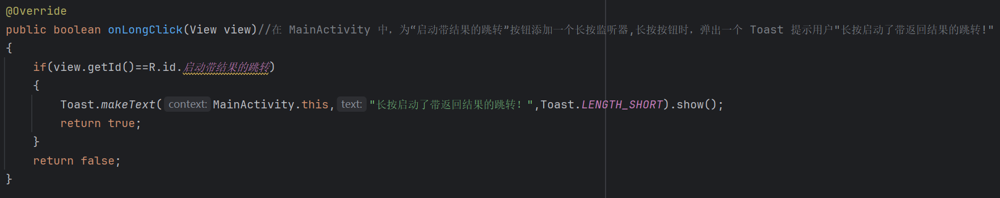 @Override
public boolean onLongClick(View view)//在 MainActivity 中，为“启动带结果的跳转”按钮添加一个长按监听器,长按按钮时，弹出一个 Toast 提示用户"长按启动了带返回结果的跳转!"
{
if(view.getId()==R.id.启动带结果的跳转)
{
Toast.makeText( context: MainActivity.this, text: "长按启动了带返回结果的跳转！",Toast.LENGTH_SHORT).show();
return true;
}
return false;
}